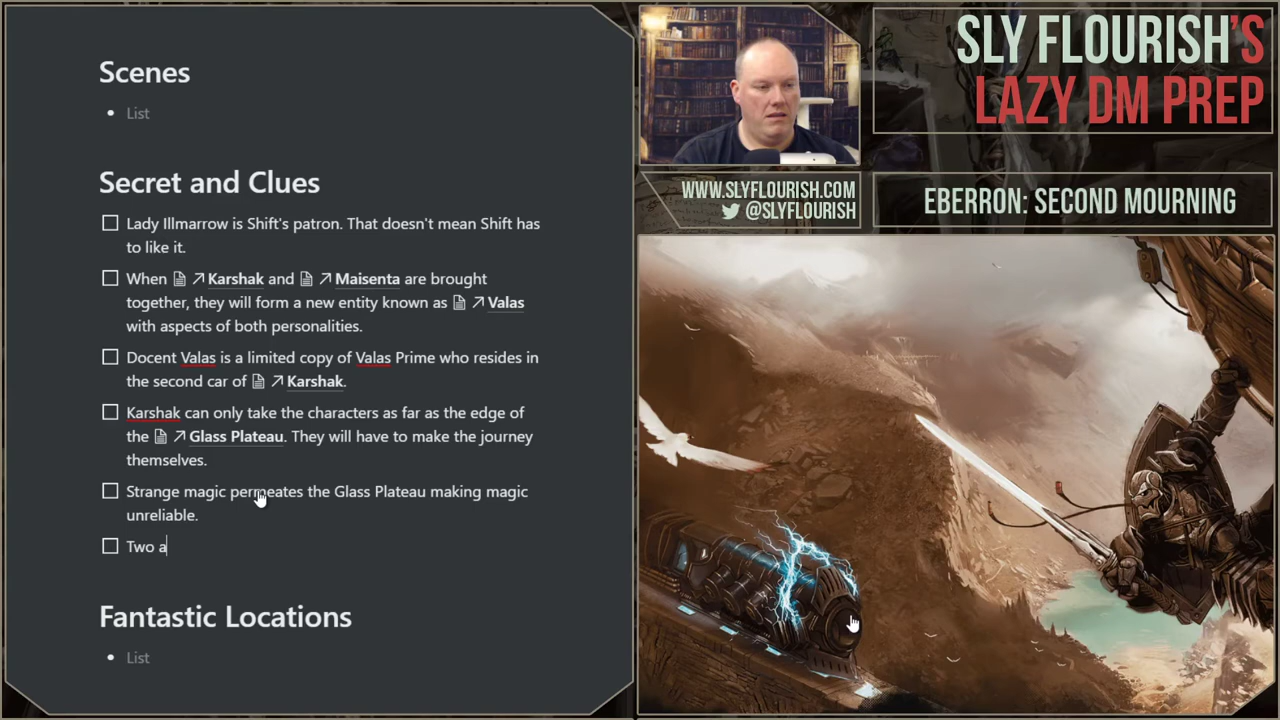 Scenes
List
Secret and Clues
Lady Illmarrow is Shift's patron. That doesn't mean Shift has
to like it.
When Karshak and Maisenta are brought
together, they will form a new entity known as Valas
with aspects of both personalities.
Docent Valas is a limited copy of Valas Prime who resides in
the second car of Karshak.
Karshak can only take the characters as far as the edge of
the Glass Plateau. They will have to make the journey
themselves.
Strange magic permeates the Glass Plateau making magic
unreliable.
Two a
Fantastic Locations
List
SLY FLOURISH'S
LAZY DM PREP
WWW.SLYFLOURISH.COM
@SLYFLOURISH
EBERRON: SECOND MOURNING